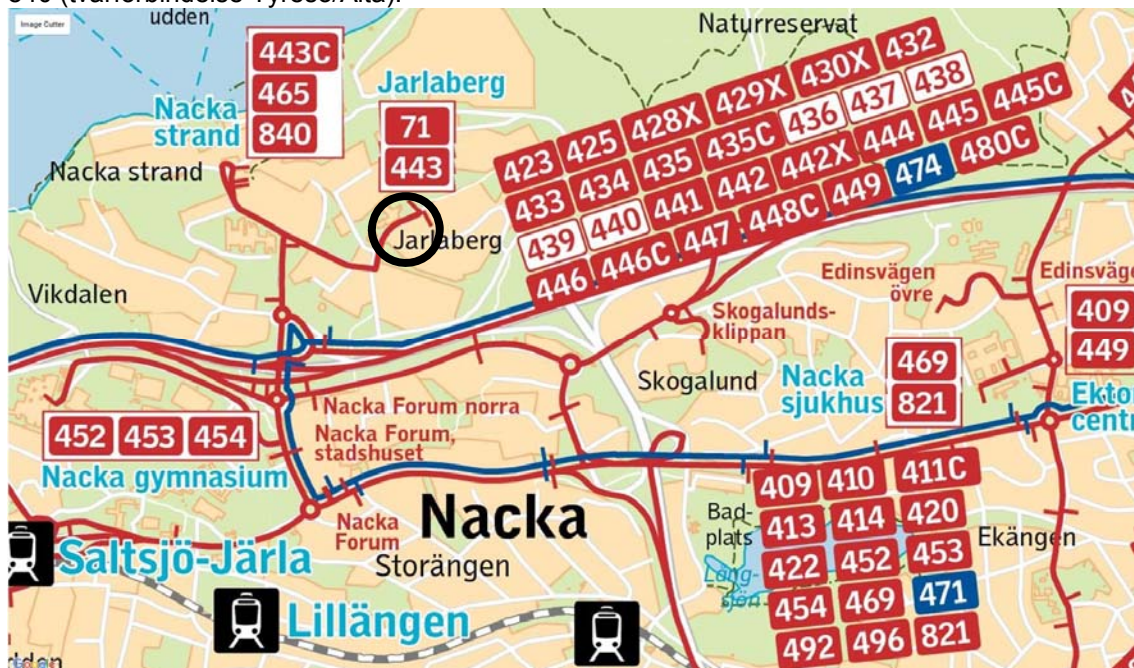 840 (tvärförbindelse Tyresö/Älta).
Image Cutter
udden
Naturreservat
443C
465
840
Nacka
strand
Jarlaberg
71
443
Nacka strand
Jarlaberg
423 425 428X 429X 430X 432
433 434 435 435C 436 437 438
439 440 441 442 442X 444 445 445C
446 446C 447 448C 449 474 480C
Vikdalen
Edinsvägen
övre
Edinsväge
409
449
Skogalunds-
klippan
Skogalund
Nacka
sjukhus
469
821
Ekto
centr
452 453 454
Nacka gymnasium
Nacka Forum norra
Nacka Forum,
stadshuset
Nacka
Forum
Nacka
Storängen
Saltsjö-Järla
Lillängen
Bad-
plats
Lång-
sjön
409 410 411C
413 414 420
422 452 453
454 469 471
492 496 821
Ekängen